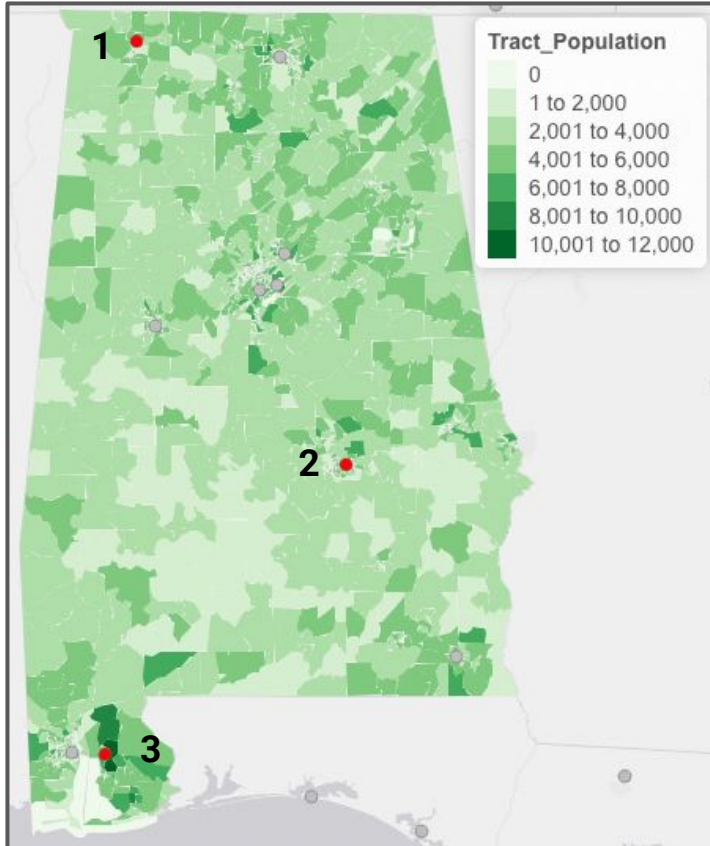 1
Tract_Population
0
1 to 2,000
2,001 to 4,000
4,001 to 6,000
6,001 to 8,000
8,001 to 10,000
10,001 to 12,000
2
3